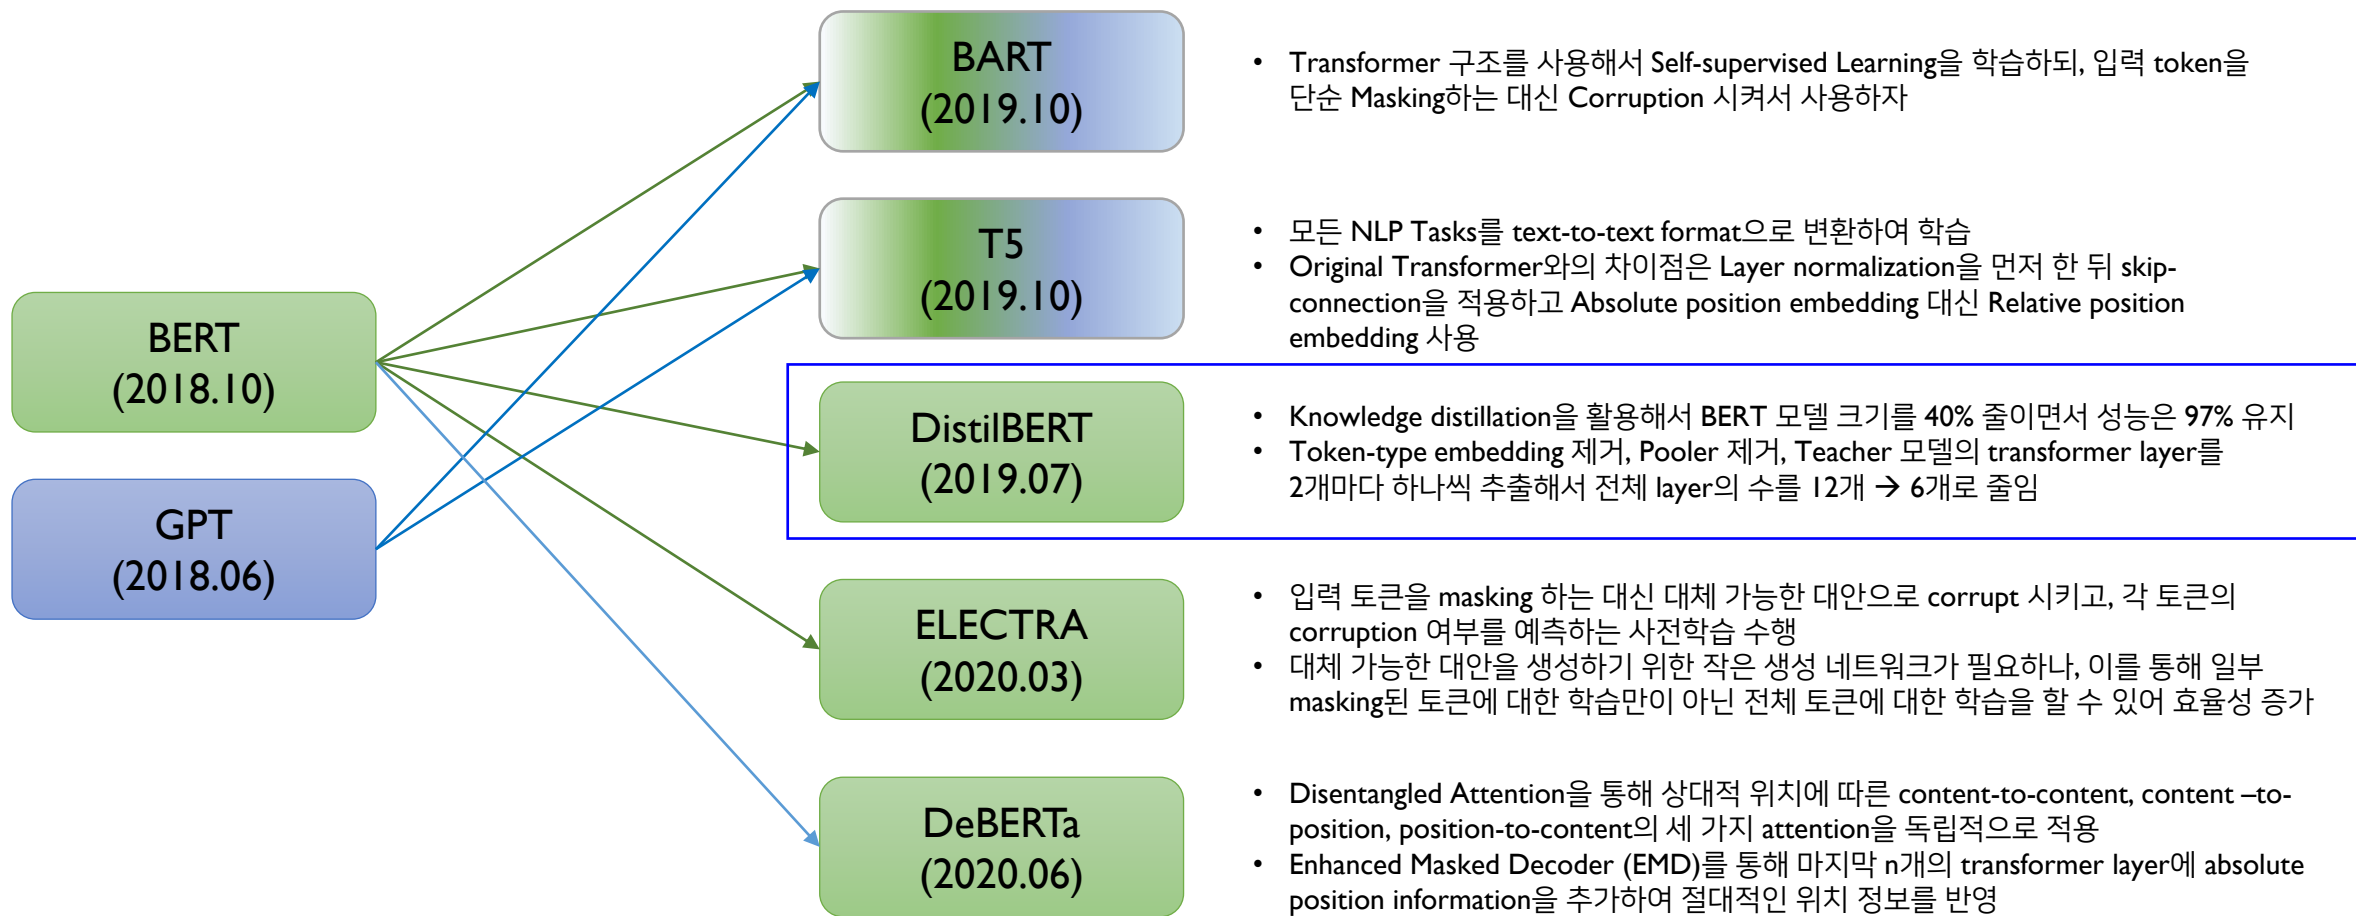 BART
(2019.10)
• Transformer 구조를 사용해서 Self-supervised Learning을 학습하되, 입력 token을
단순 Masking하는 대신 Corruption 시켜서 사용하자
T5
(2019.10)
• 모든 NLP Tasks를 text-to-text format으로 변환하여 학습
• Original Transformer와의 차이점은 Layer normalization을 먼저 한 뒤 skip-
connection을 적용하고 Absolute position embedding 대신 Relative position
embedding 사용
BERT
(2018.10)
DistilBERT
(2019.07)
• Knowledge distillation을 활용해서 BERT 모델 크기를 40% 줄이면서 성능은 97% 유지
• Token-type embedding 제거, Pooler 제거, Teacher 모델의 transformer layer를
2개마다 하나씩 추출해서 전체 layer의 수를 12개 → 6개로 줄임
GPT
(2018.06)
ELECTRA
(2020.03)
• 입력 토큰을 masking 하는 대신 대체 가능한 대안으로 corrupt 시키고, 각 토큰의
corruption 여부를 예측하는 사전학습 수행
• 대체 가능한 대안을 생성하기 위한 작은 생성 네트워크가 필요하나, 이를 통해 일부
masking된 토큰에 대한 학습만이 아닌 전체 토큰에 대한 학습을 할 수 있어 효율성 증가
DeBERTa
(2020.06)
• Disentangled Attention을 통해 상대적 위치에 따른 content-to-content, content –to-
position, position-to-content의 세 가지 attention을 독립적으로 적용
• Enhanced Masked Decoder (EMD)를 통해 마지막 n개의 transformer layer에 absolute
position information을 추가하여 절대적인 위치 정보를 반영